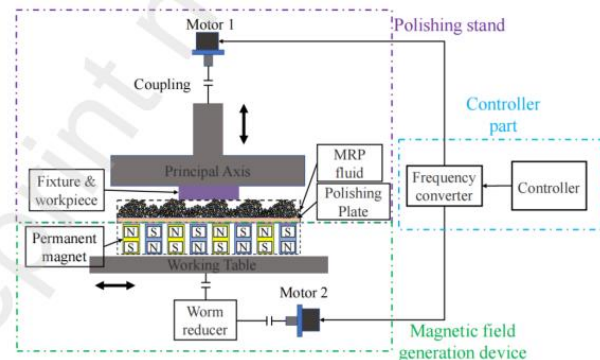 Motor 1
Polishing stand
Coupling
Controller
part
Principal Axis
MRP
fluid
Fixture &
workpiece
Polishing
Plate
Frequency
converter
Controller
Permanent
magnet
N S N S N S N S
S N S N S N S N
Working Table
Motor 2
Worm
reducer
Magnetic field
generation device